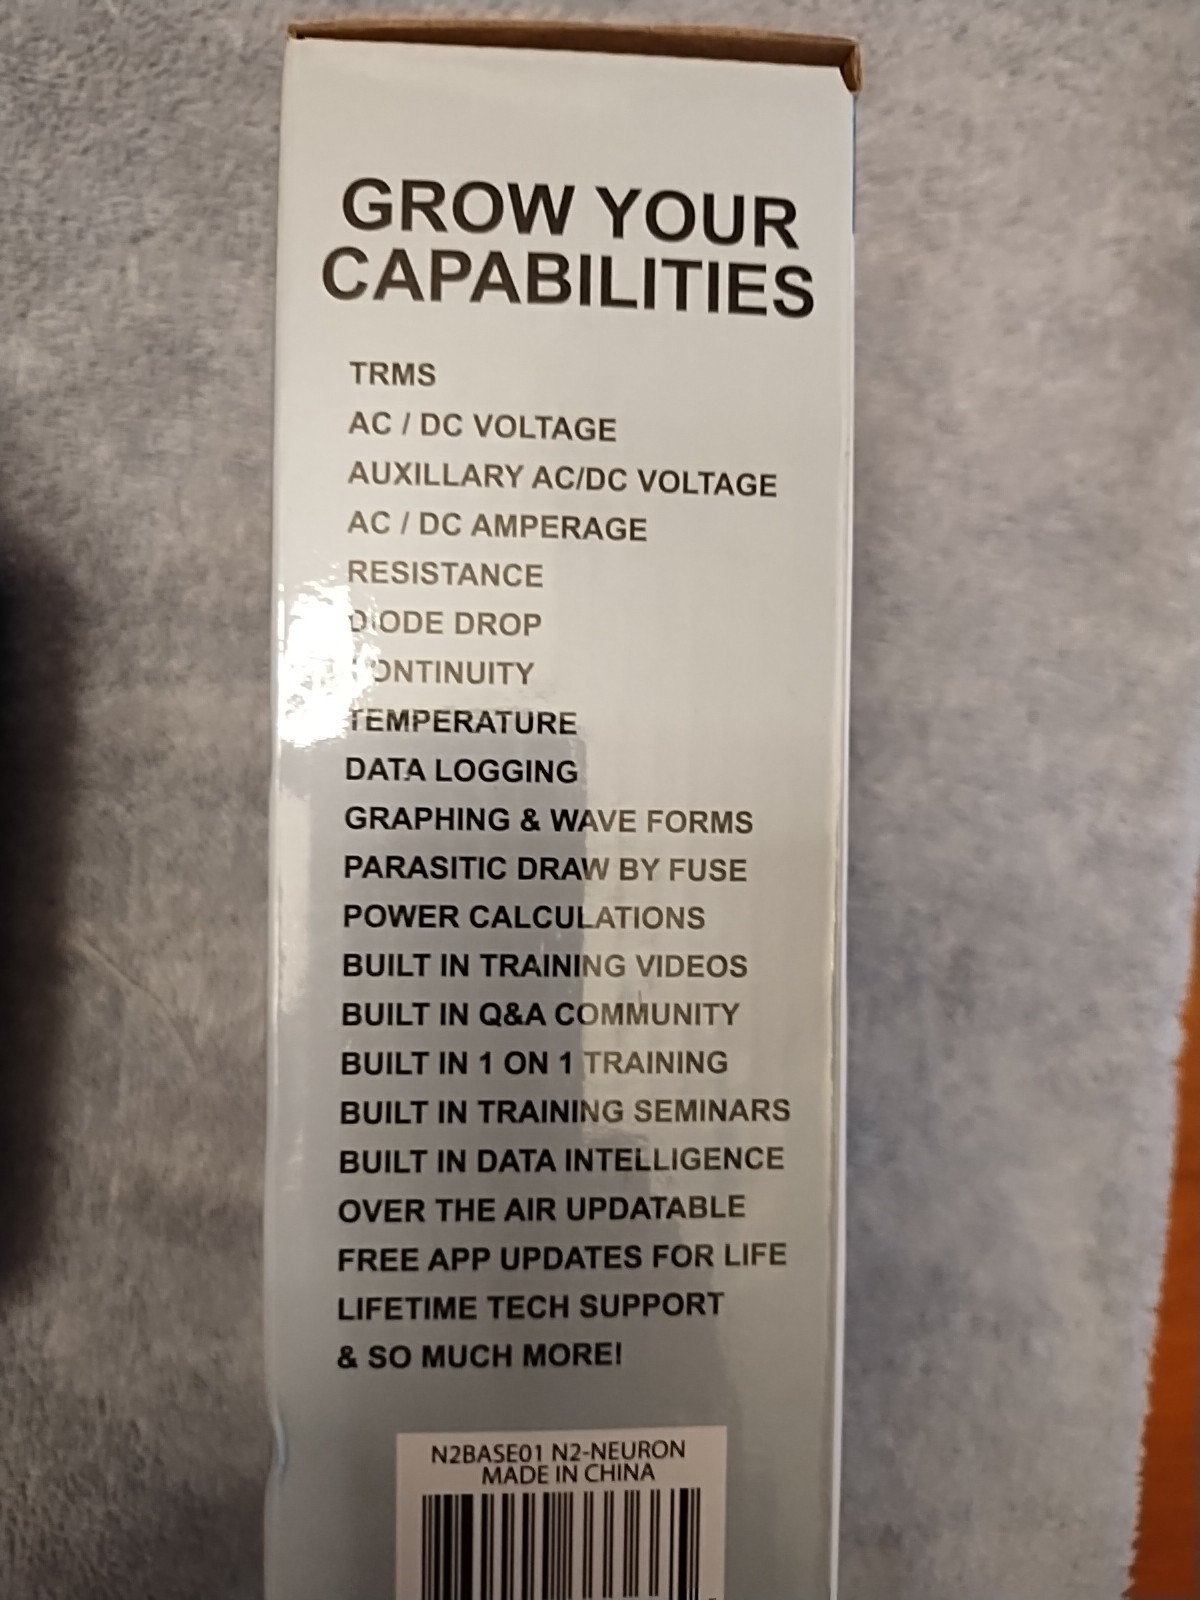 GROW YOUR
CAPABILITIES
TRMS
AC / DC VOLTAGE
AUXILLARY AC/DC VOLTAGE
AC / DC AMPERAGE
RESISTANCE
DIODE DROP
CONTINUITY
TEMPERATURE
DATA LOGGING
GRAPHING & WAVE FORMS
PARASITIC DRAW BY FUSE
POWER CALCULATIONS
BUILT IN TRAINING VIDEOS
BUILT IN Q&A COMMUNITY
BUILT IN 1 ON 1 TRAINING
BUILT IN TRAINING SEMINARS
BUILT IN DATA INTELLIGENCE
OVER THE AIR UPDATABLE
FREE APP UPDATES FOR LIFE
LIFETIME TECH SUPPORT
& SO MUCH MORE!
N2BASE01 N2-NEURON
MADE IN CHINA